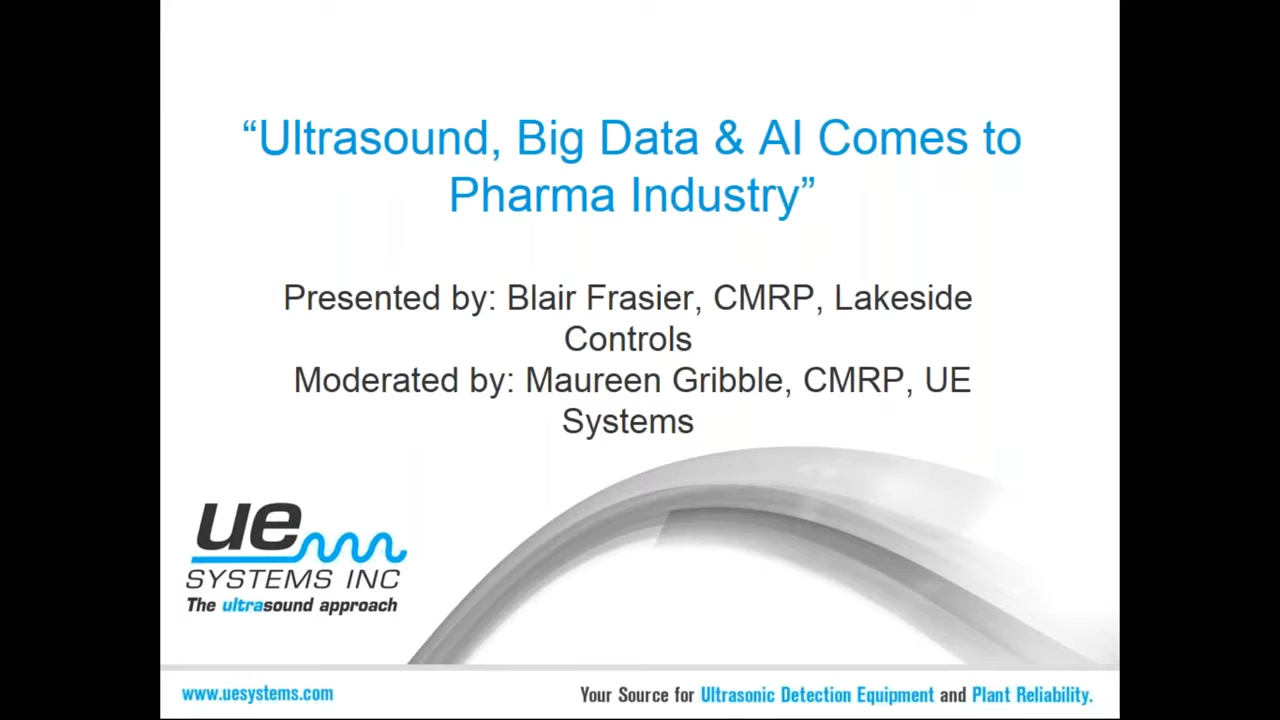 “Ultrasound, Big Data & AI Comes to
Pharma Industry”
Presented by: Blair Frasier, CMRP, Lakeside
Controls
Moderated by: Maureen Gribble, CMRP, UE
Systems
ue
SYSTEMS INC
The ultrasound approach
www.uesystems.com
Your Source for Ultrasonic Detection Equipment and Plant Reliability.